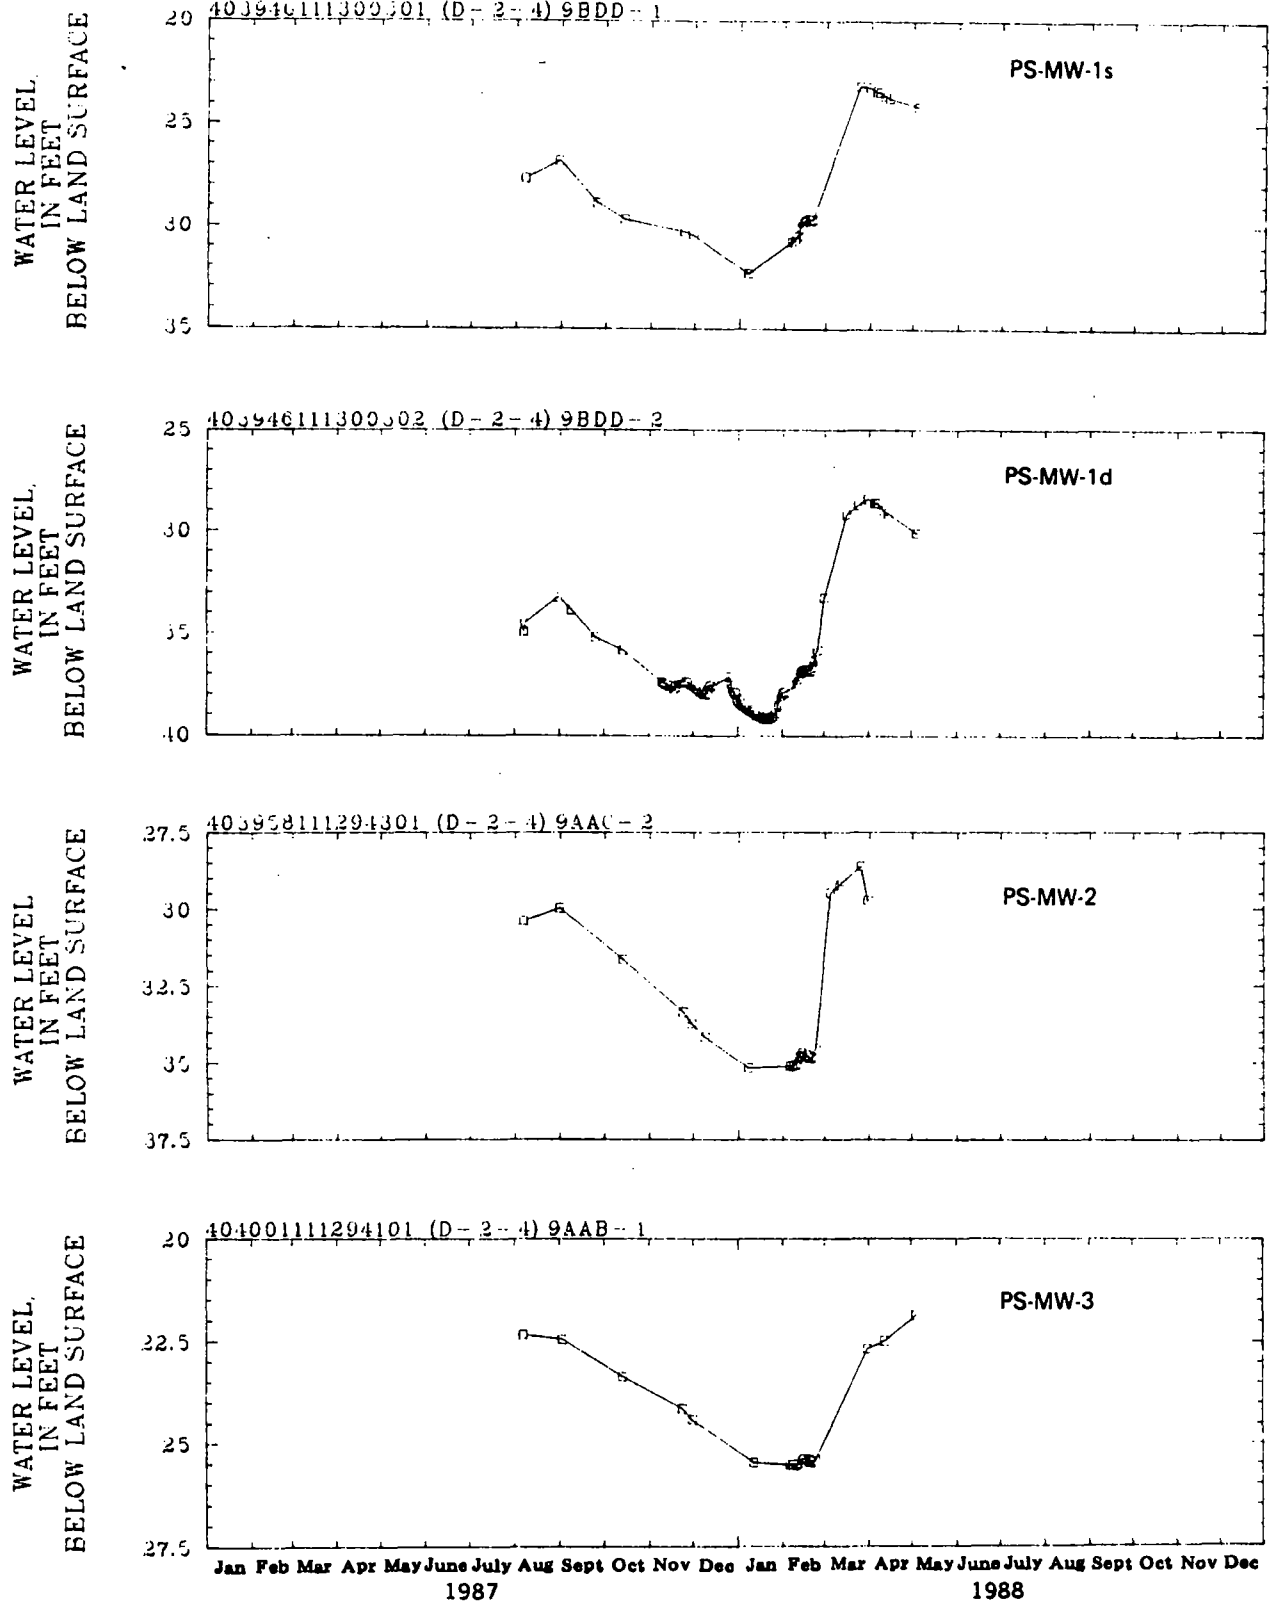 403946111300301 (D-2-4) 9BDD-1
PS-MW-1s
WATER LEVEL,
IN FEET
BELOW LAND SURFACE
20
25
30
35
403946111300302 (D-2-4) 9BDD-2
PS-MW-1d
WATER LEVEL,
IN FEET
BELOW LAND SURFACE
25
30
35
40
403958111294301 (D-2-4) 9AAC-2
PS-MW-2
WATER LEVEL
IN FEET
BELOW LAND SURFACE
27.5
30
32.5
35
37.5
404001111294101 (D-2-4) 9AAB-1
PS-MW-3
WATER LEVEL,
IN FEET
BELOW LAND SURFACE
20
22.5
25
27.5
Jan Feb Mar Apr May June July Aug Sept Oct Nov Dec Jan Feb Mar Apr May June July Aug Sept Oct Nov Dec
1987 1988